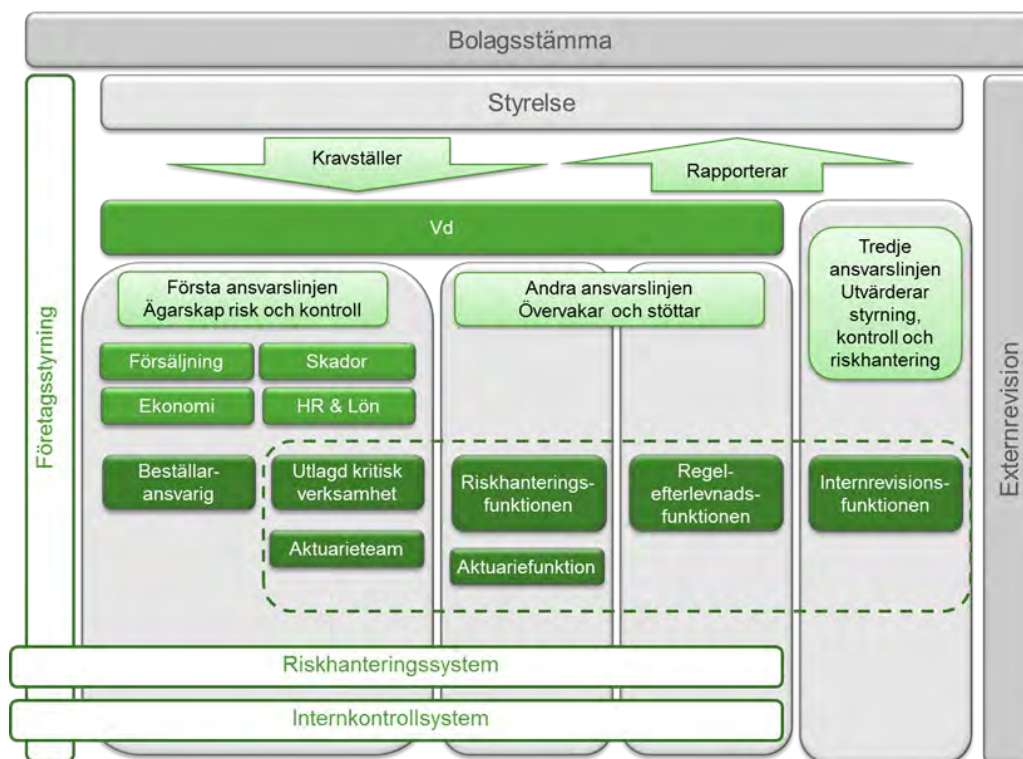 Bolagsstämma
Företagsstyrning
Styrelse
Kravställer
Rapporterar
Vd
Första ansvarslinjen
Ägarskap risk och kontroll
Försäljning
Skador
Ekonomi
HR & Lön
Beställar-
ansvarig
Utlagd kritisk
verksamhet
Aktuarieteam
Andra ansvarslinjen
Övervakar och stöttar
Riskhanterings-
funktionen
Aktuariefunktion
Regel-
efterlevnads-
funktionen
Tredje
ansvarslinjen
Utvärderar
styrning,
kontroll och
riskhantering
Internrevisions-
funktionen
Externrevision
Riskhanteringssystem
Internkontrollsystem